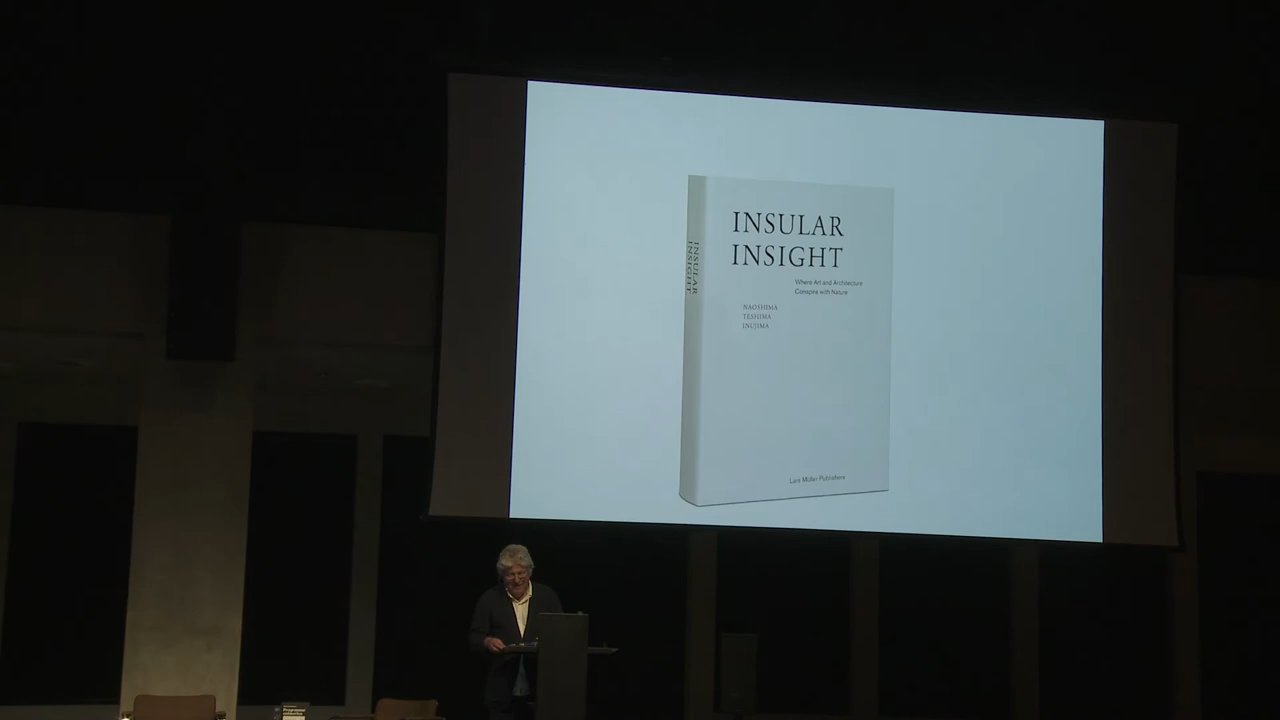 INSULAR
INSIGHT
Where Art and Architecture
Conspire with Nature
NAOSHIMA
TESHIMA
INUJIMA
Lars Müller Publishers
INSULAR
INSIGHT